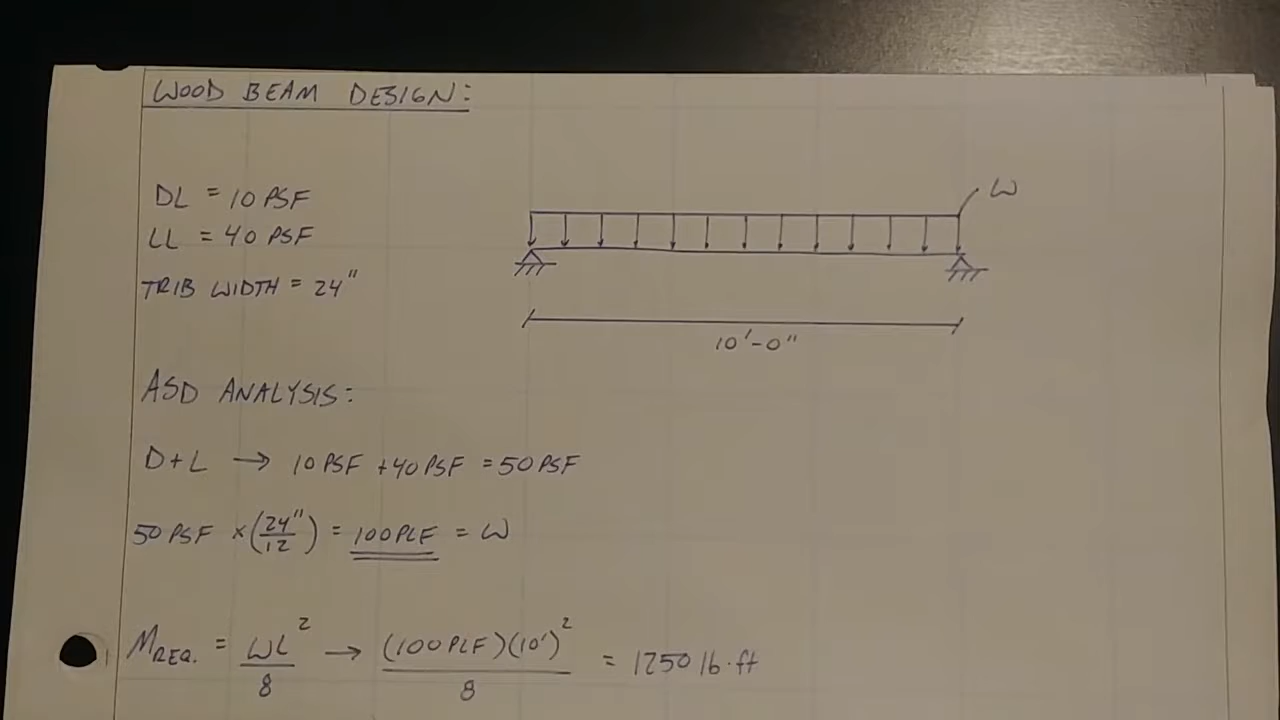 WOOD BEAM DESIGN:
DL = 10 PSF
LL = 40 PSF
TRIB WIDTH = 24"
W
10'-0"
ASD ANALYSIS:
D+L → 10 PSF + 40 PSF = 50 PSF
50 PSF × (24"/12) = 100 PLF = W
M_REQ. = WL²/8 → (100 PLF)(10')²/8 = 1250 lb·ft